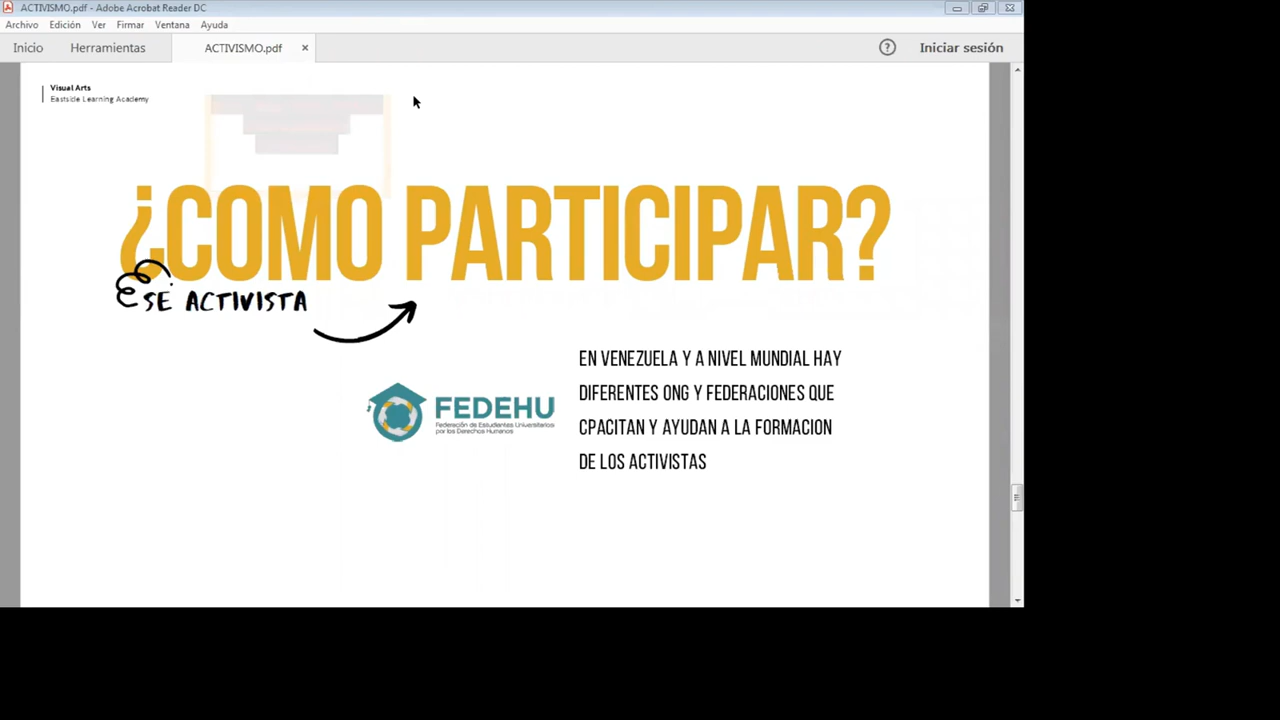 ACTIVISMO.pdf - Adobe Acrobat Reader DC
Archivo Edición Ver Firmar Ventana Ayuda
Inicio Herramientas ACTIVISMO.pdf × ? Iniciar sesión
Visual Arts
Eastside Learning Academy
¿COMO PARTICIPAR?
SÉ ACTIVISTA
EN VENEZUELA Y A NIVEL MUNDIAL HAY
DIFERENTES ONG Y FEDERACIONES QUE
CPACITAN Y AYUDAN A LA FORMACION
DE LOS ACTIVISTAS
FEDEHU
Federación de Estudiantes Universitarios
por los Derechos Humanos